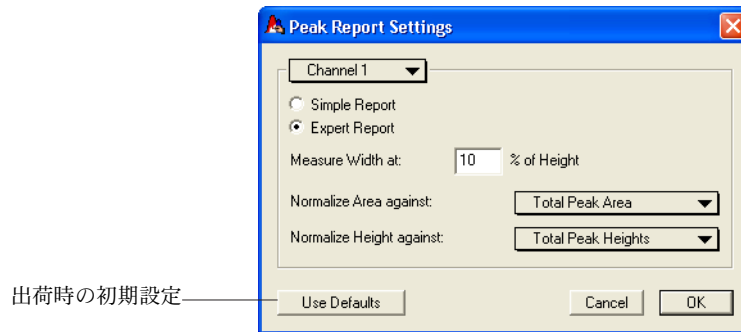 Peak Report Settings
Channel 1
Simple Report
Expert Report
Measure Width at: 10 % of Height
Normalize Area against: Total Peak Area
Normalize Height against: Total Peak Heights
出荷時の初期設定
Use Defaults Cancel OK